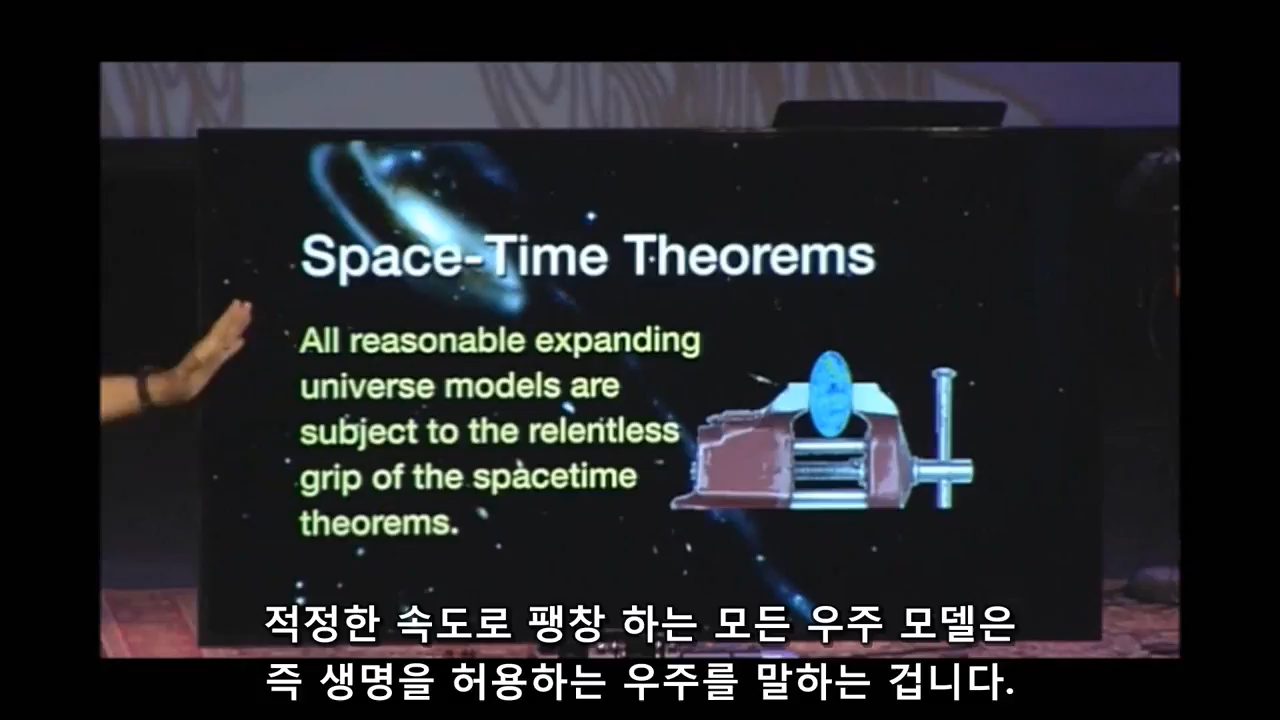 Space-Time Theorems
All reasonable expanding
universe models are
subject to the relentless
grip of the spacetime
theorems.
적정한 속도로 팽창 하는 모든 우주 모델은
즉 생명을 허용하는 우주를 말하는 겁니다.